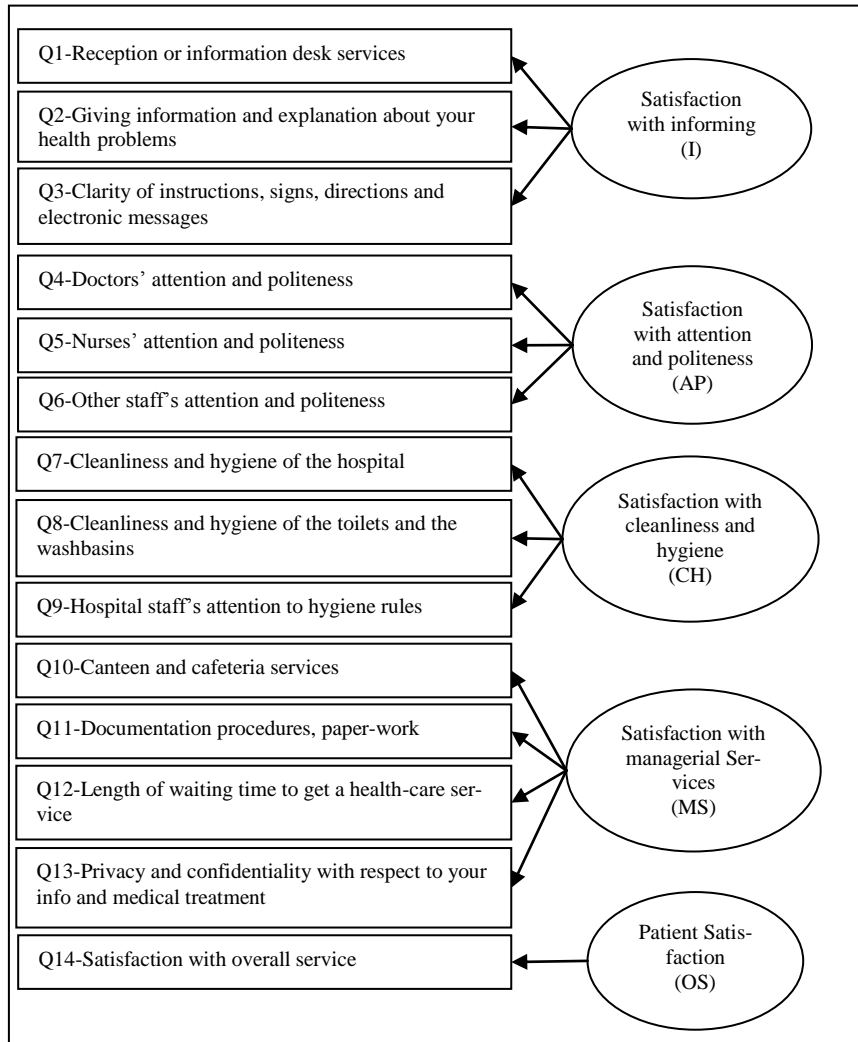 Q1-Reception or information desk services
Q2-Giving information and explanation about your
health problems
Q3-Clarity of instructions, signs, directions and
electronic messages
Satisfaction
with informing
(I)
Q4-Doctors’ attention and politeness
Q5-Nurses’ attention and politeness
Q6-Other staff’s attention and politeness
Satisfaction
with attention
and politeness
(AP)
Q7-Cleanliness and hygiene of the hospital
Q8-Cleanliness and hygiene of the toilets and the
washbasins
Q9-Hospital staff’s attention to hygiene rules
Satisfaction with
cleanliness and
hygiene
(CH)
Q10-Canteen and cafeteria services
Q11-Documentation procedures, paper-work
Q12-Length of waiting time to get a health-care ser-
vice
Q13-Privacy and confidentiality with respect to your
info and medical treatment
Satisfaction with
managerial Ser-
vices
(MS)
Q14-Satisfaction with overall service
Patient Satis-
faction
(OS)